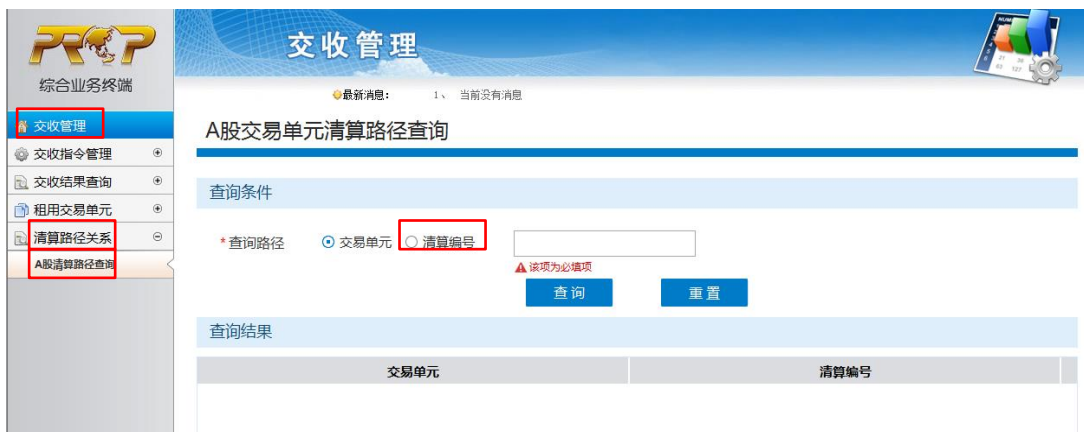 PROP
综合业务终端
交收管理
最新消息： 1、 当前没有消息
交收管理
交收指令管理
交收结果查询
租用交易单元
清算路径关系
A股清算路径查询
A股交易单元清算路径查询
查询条件
*查询路径 交易单元 清算编号
该项为必填项
查询 重置
查询结果
交易单元 清算编号